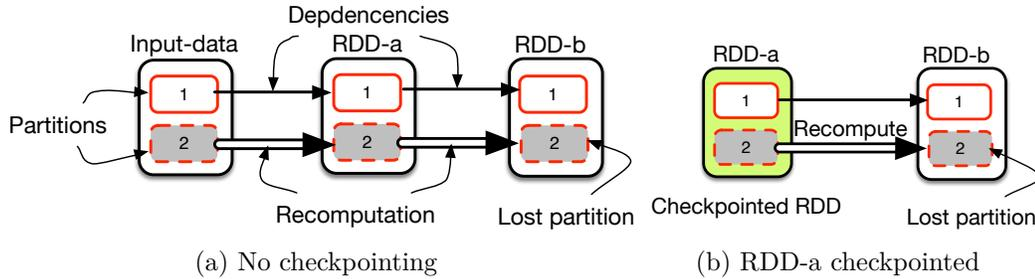 Depdencencies
Input-data
RDD-a
RDD-b
1
1
1
Partitions
2
2
2
Recomputation
Lost partition
(a) No checkpointing
RDD-a
RDD-b
1
1
Recompute
2
2
Checkpointed RDD
Lost partition
(b) RDD-a checkpointed